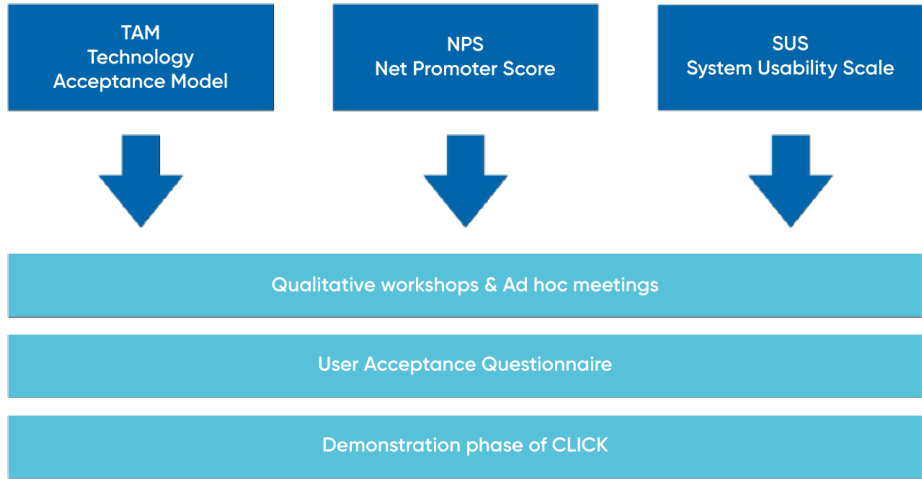 TAM
Technology
Acceptance Model
NPS
Net Promoter Score
SUS
System Usability Scale
Qualitative workshops & Ad hoc meetings
User Acceptance Questionnaire
Demonstration phase of CLICK